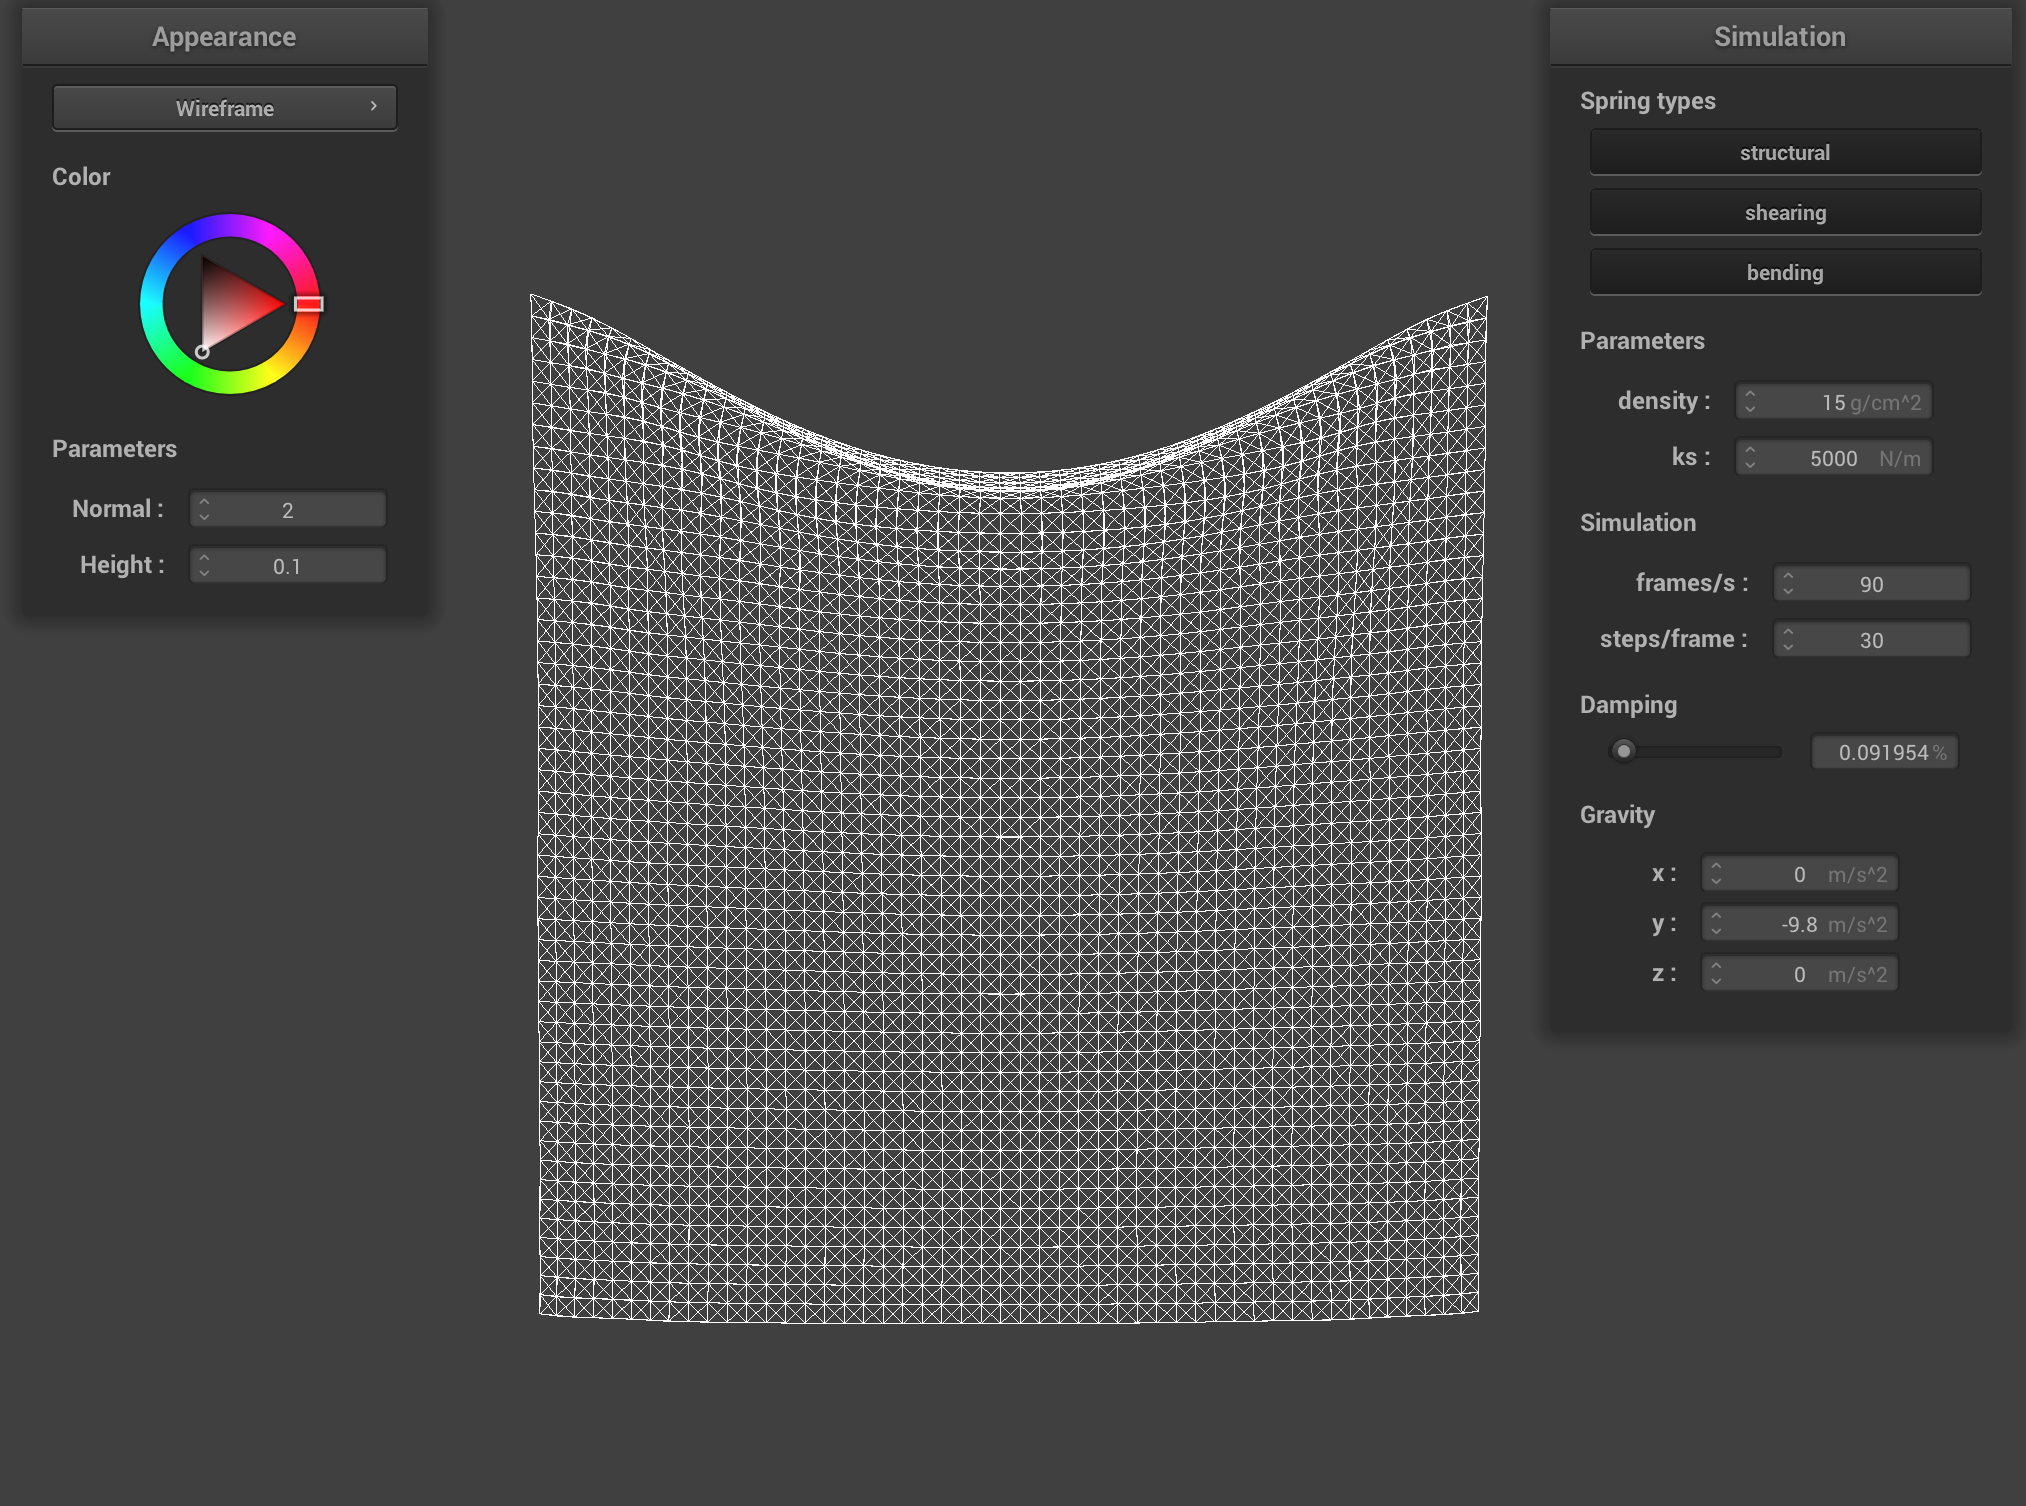 Appearance
Wireframe
Color
Parameters
Normal : 2
Height : 0.1
Simulation
Spring types
structural
shearing
bending
Parameters
density : 15 g/cm^2
ks : 5000 N/m
Simulation
frames/s : 90
steps/frame : 30
Damping
0.091954 %
Gravity
x : 0 m/s^2
y : -9.8 m/s^2
z : 0 m/s^2